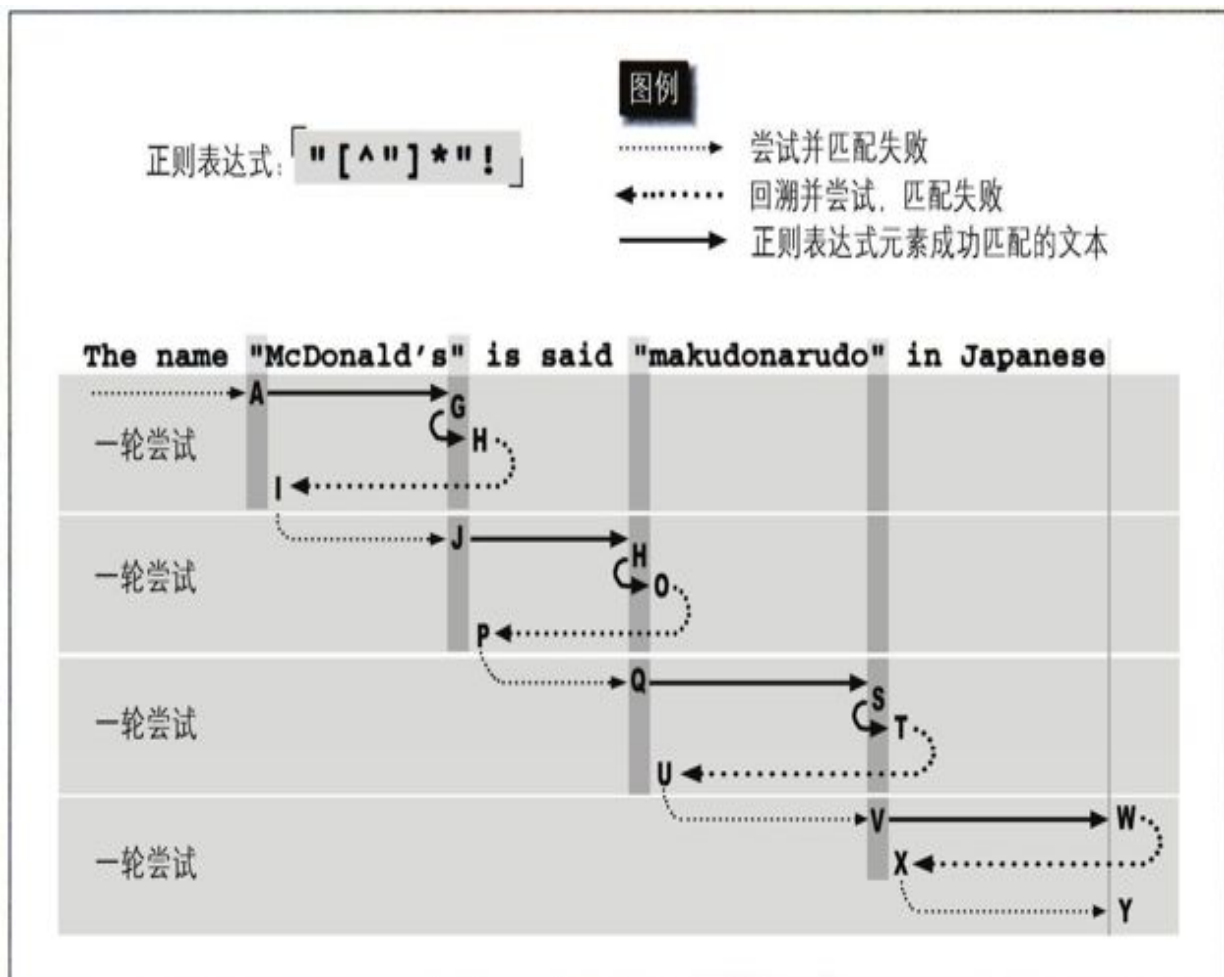 图例
正则表达式：「"[^"]*"!」
尝试并匹配失败
回溯并尝试，匹配失败
正则表达式元素成功匹配的文本
The name "McDonald's" is said "makudonarudo" in Japanese
A
G
一轮尝试
H
I
J
H
一轮尝试
O
P
Q
S
一轮尝试
T
U
V
W
一轮尝试
X
Y